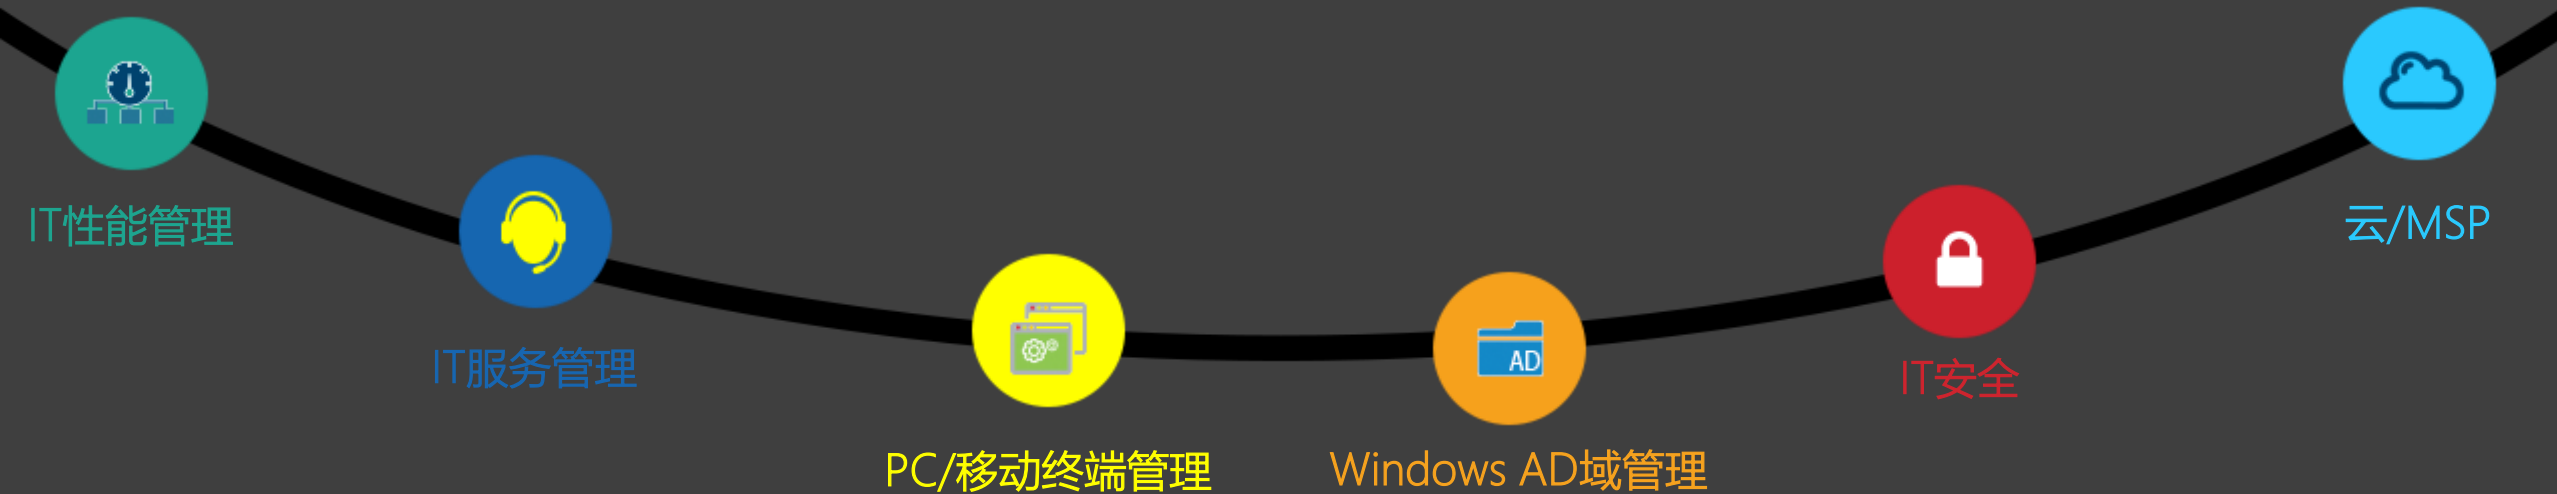 IT性能管理
IT服务管理
PC/移动终端管理
AD
Windows AD域管理
IT安全
云/MSP